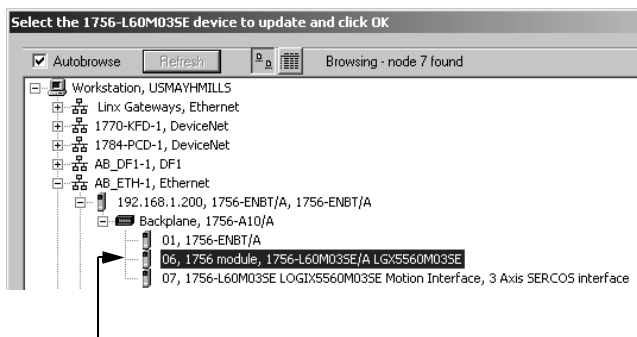 Select the 1756-L60M03SE device to update and click OK
Autobrowse Refresh Browsing - node 7 found
Workstation, USMAYHMILLS
Linx Gateways, Ethernet
1770-KFD-1, DeviceNet
1784-PCD-1, DeviceNet
AB_DF1-1, DF1
AB_ETH-1, Ethernet
192.168.1.200, 1756-ENBT/A, 1756-ENBT/A
Backplane, 1756-A10/A
01, 1756-ENBT/A
06, 1756 module, 1756-L60M03SE/A LGX5560M03SE
07, 1756-L60M03SE LOGIX5560M03SE Motion Interface, 3 Axis SERCOS interface